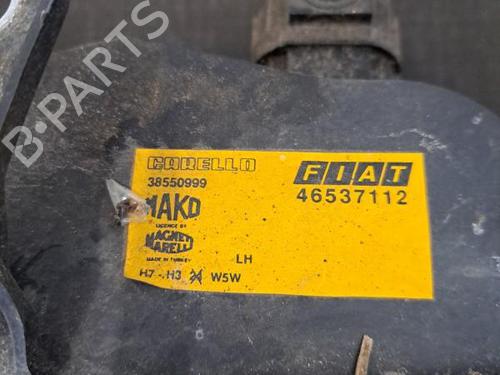 B-PARTS
CARELLO
FIAT
38550999
46537112
MAKO
LICENCE BY
MAGNETI
MARELLI
MADE IN TURKEY
LH
H7 - H3 W5W